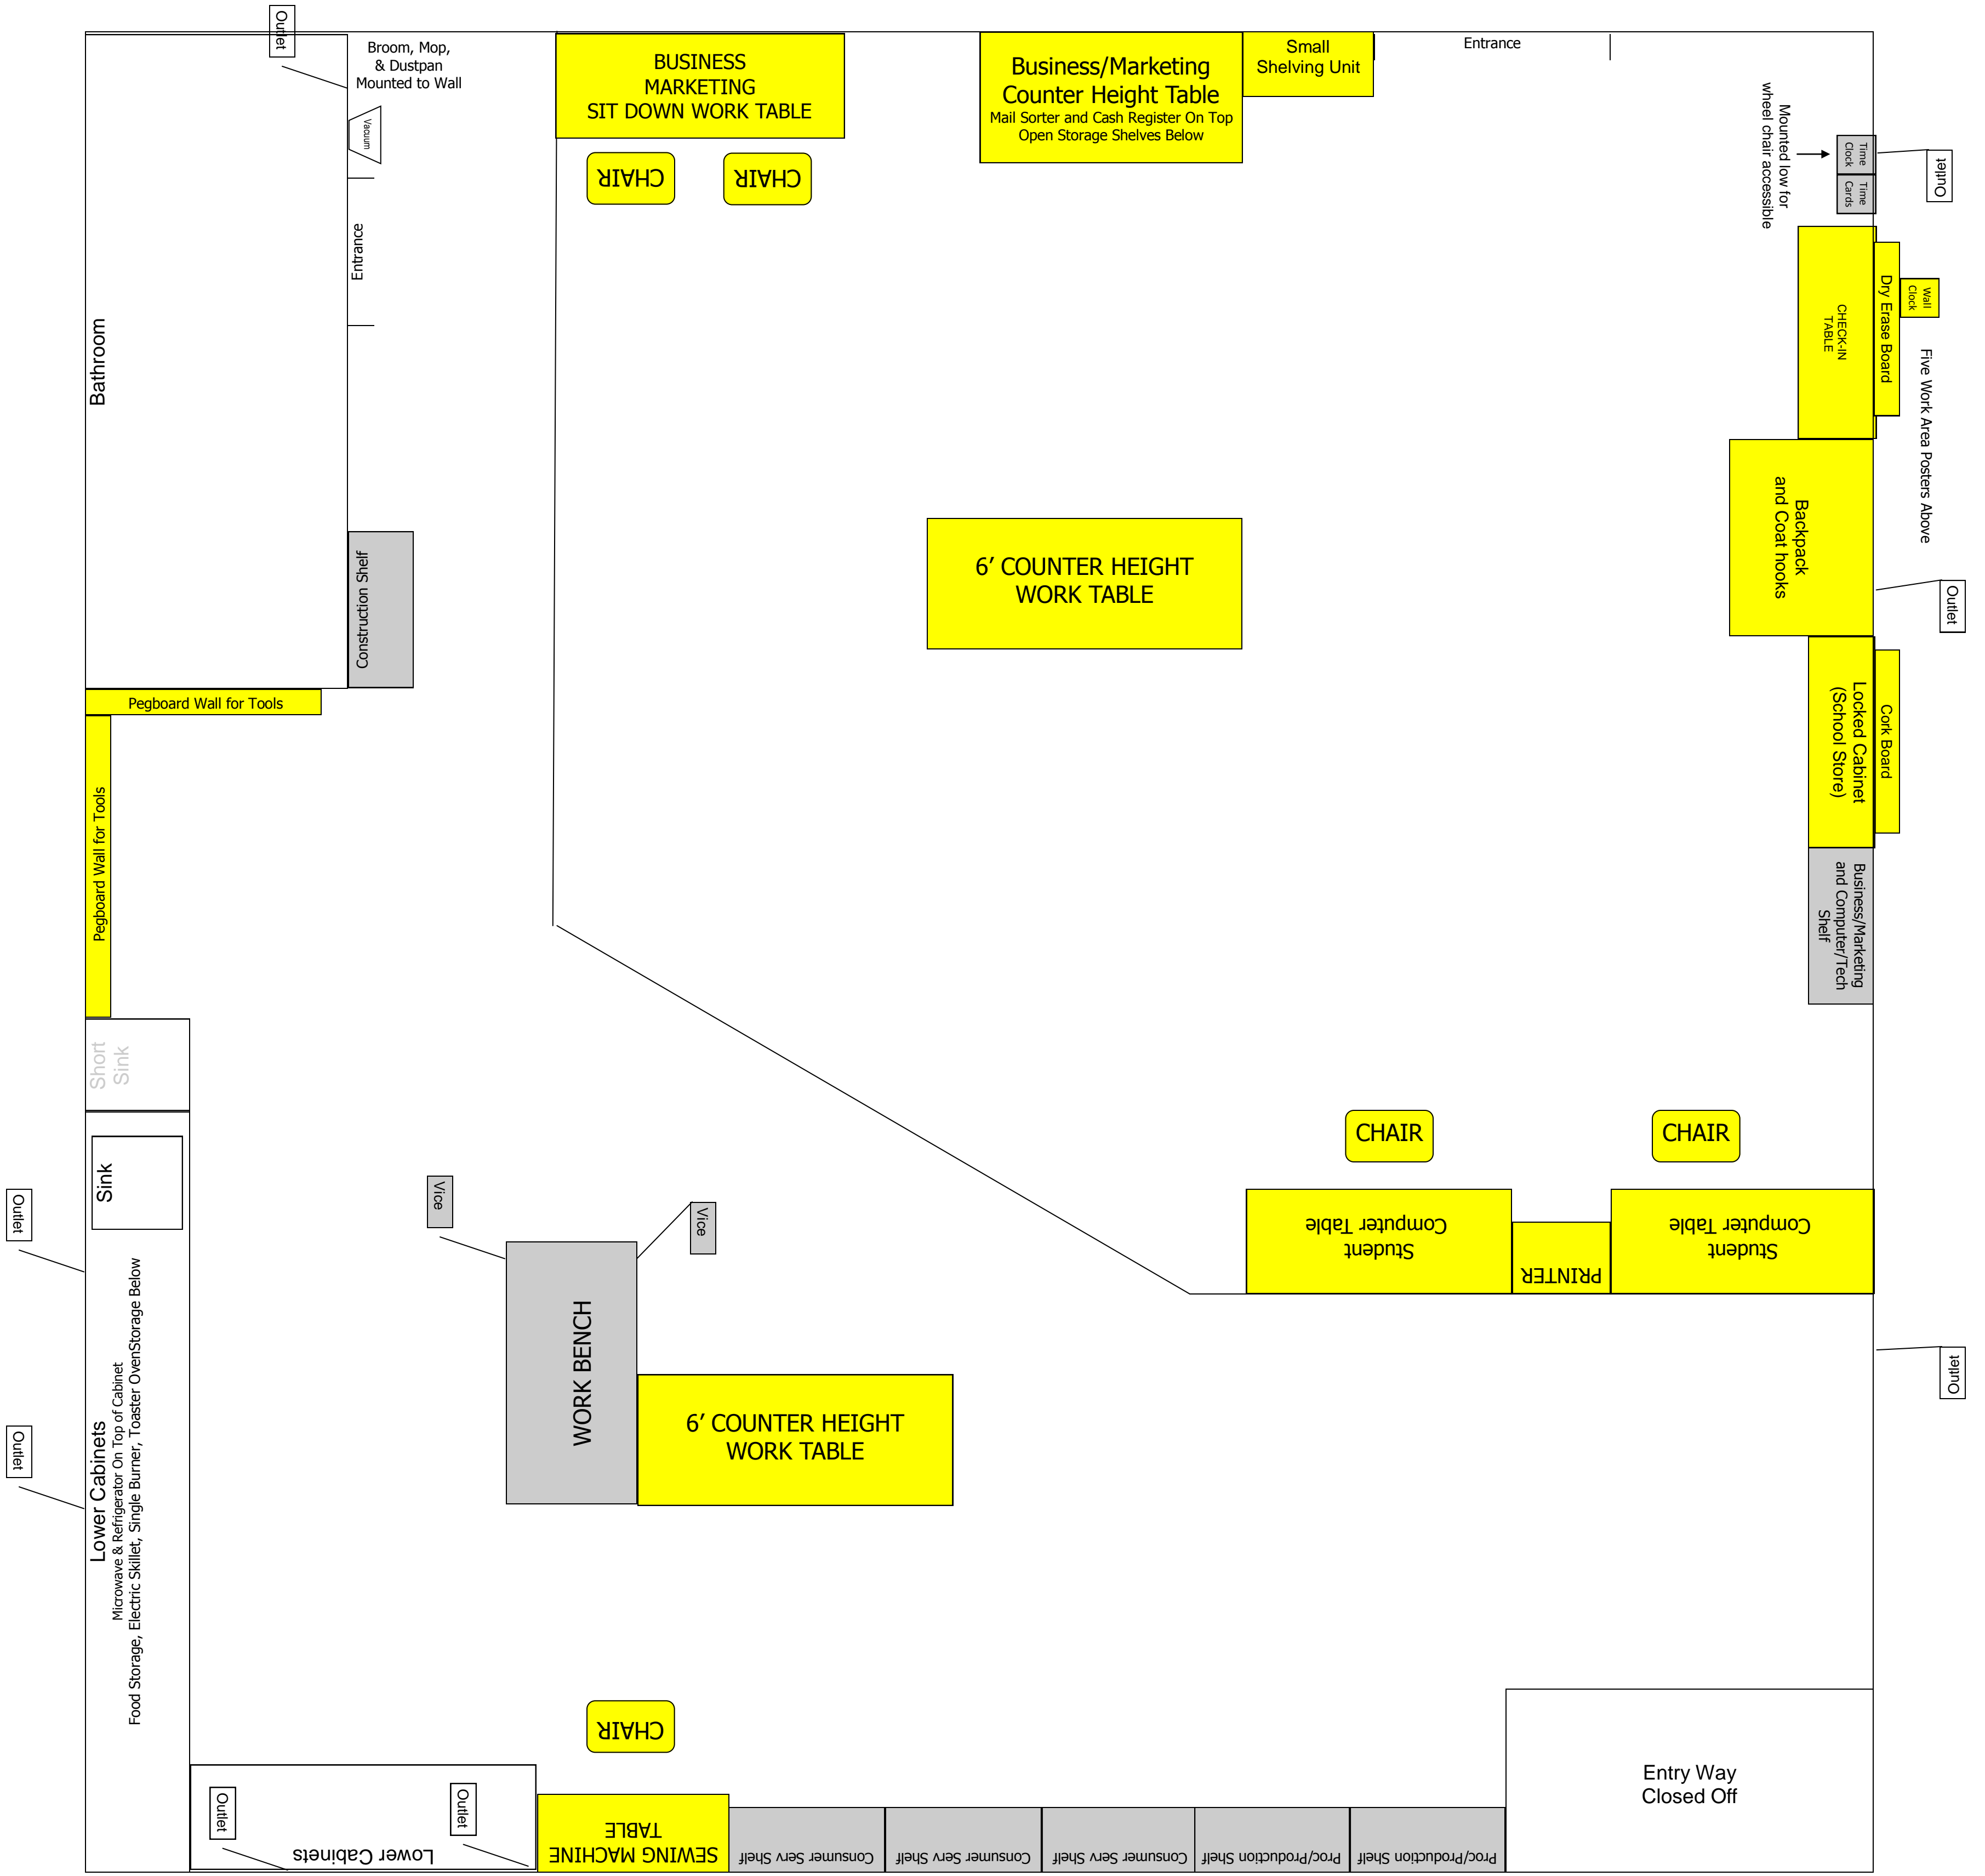 Outlet
Broom, Mop,
& Dustpan
Mounted to Wall
Vacuum
Entrance
Bathroom
BUSINESS
MARKETING
SIT DOWN WORK TABLE
CHAIR
CHAIR
Business/Marketing
Counter Height Table
Mail Sorter and Cash Register On Top
Open Storage Shelves Below
Small
Shelving Unit
Entrance
Mounted low for
wheel chair accessible
Time
Clock
Time
Cards
Outlet
CHECK-IN
TABLE
Dry Erase Board
Wall
Clock
Five Work Area Posters Above
Backpack
and Coat hooks
Outlet
6’ COUNTER HEIGHT
WORK TABLE
Construction Shelf
Pegboard Wall for Tools
Pegboard Wall for Tools
Locked Cabinet
(School Store)
Cork Board
Business/Marketing
and Computer/Tech
Shelf
Short
Sink
Sink
Outlet
Outlet
Lower Cabinets
Microwave & Refrigerator On Top of Cabinet
Food Storage, Electric Skillet, Single Burner, Toaster OvenStorage Below
Vice
Vice
WORK BENCH
6’ COUNTER HEIGHT
WORK TABLE
CHAIR
CHAIR
Student
Computer Table
PRINTER
Student
Computer Table
Outlet
CHAIR
Outlet
Outlet
Lower Cabinets
SEWING MACHINE
TABLE
Consumer Serv Shelf
Consumer Serv Shelf
Consumer Serv Shelf
Proc/Production Shelf
Proc/Production Shelf
Entry Way
Closed Off